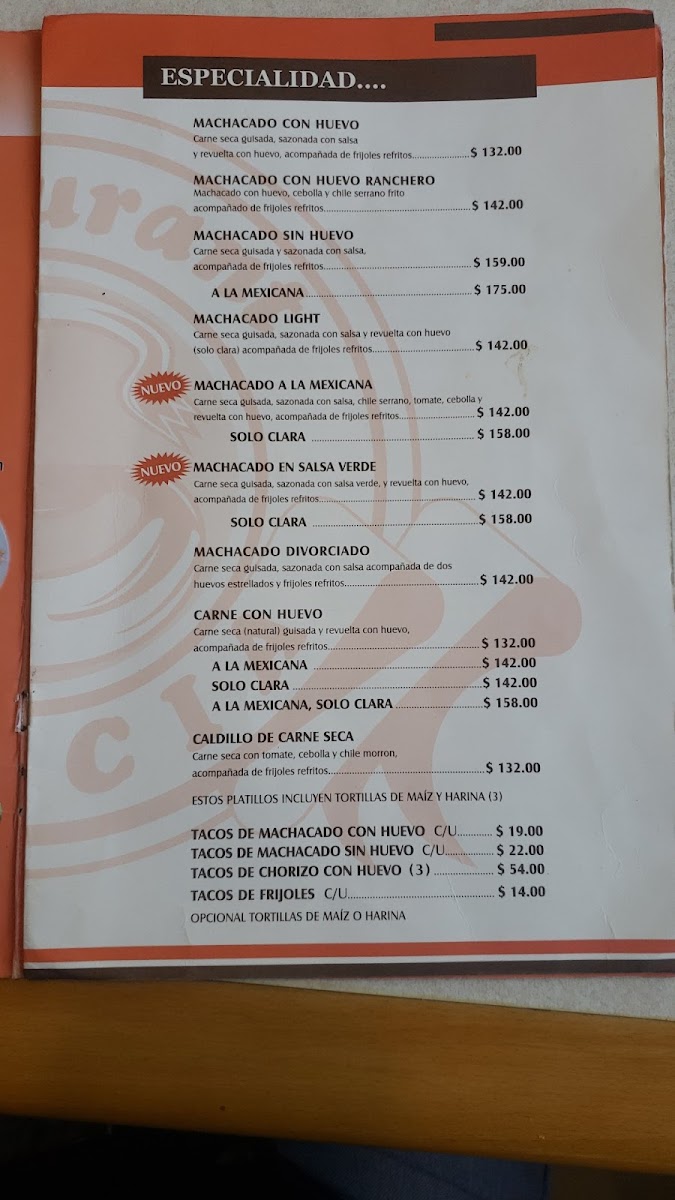 ESPECIALIDAD....
MACHACADO CON HUEVO
Carne seca guisada, sazonada con salsa
y revuelta con huevo, acompañada de frijoles refritos....................$ 132.00
MACHACADO CON HUEVO RANCHERO
Machacado con huevo, cebolla y chile serrano frito
acompañado de frijoles refritos....................$ 142.00
MACHACADO SIN HUEVO
Carne seca guisada y sazonada con salsa,
acompañada de frijoles refritos....................$ 159.00
A LA MEXICANA....................$ 175.00
MACHACADO LIGHT
Carne seca guisada, sazonada con salsa y revuelta con huevo
(solo clara) acompañada de frijoles refritos....................$ 142.00
NUEVO MACHACADO A LA MEXICANA
Carne seca guisada, sazonada con salsa, chile serrano, tomate, cebolla y
revuelta con huevo, acompañada de frijoles refritos....................$ 142.00
SOLO CLARA ....................$ 158.00
NUEVO MACHACADO EN SALSA VERDE
Carne seca guisada, sazonada con salsa verde, y revuelta con huevo,
acompañada de frijoles refritos....................$ 142.00
SOLO CLARA ....................$ 158.00
MACHACADO DIVORCIADO
Carne seca guisada, sazonada con salsa acompañada de dos
huevos estrellados y frijoles refritos....................$ 142.00
CARNE CON HUEVO
Carne seca (natural) guisada y revuelta con huevo,
acompañada de frijoles refritos....................$ 132.00
A LA MEXICANA ....................$ 142.00
SOLO CLARA ....................$ 142.00
A LA MEXICANA, SOLO CLARA ....................$ 158.00
CALDILLO DE CARNE SECA
Carne seca con tomate, cebolla y chile morron,
acompañada de frijoles refritos....................$ 132.00
ESTOS PLATILLOS INCLUYEN TORTILLAS DE MAÍZ Y HARINA (3)
TACOS DE MACHACADO CON HUEVO C/U............ $ 19.00
TACOS DE MACHACADO SIN HUEVO C/U................ $ 22.00
TACOS DE CHORIZO CON HUEVO (3) ................... $ 54.00
TACOS DE FRIJOLES C/U.................... $ 14.00
OPCIONAL TORTILLAS DE MAÍZ O HARINA